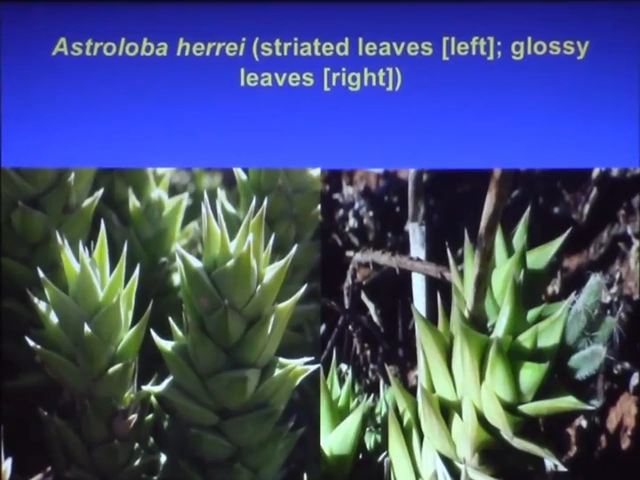 Astroloba herrei (striated leaves [left]; glossy
leaves [right])